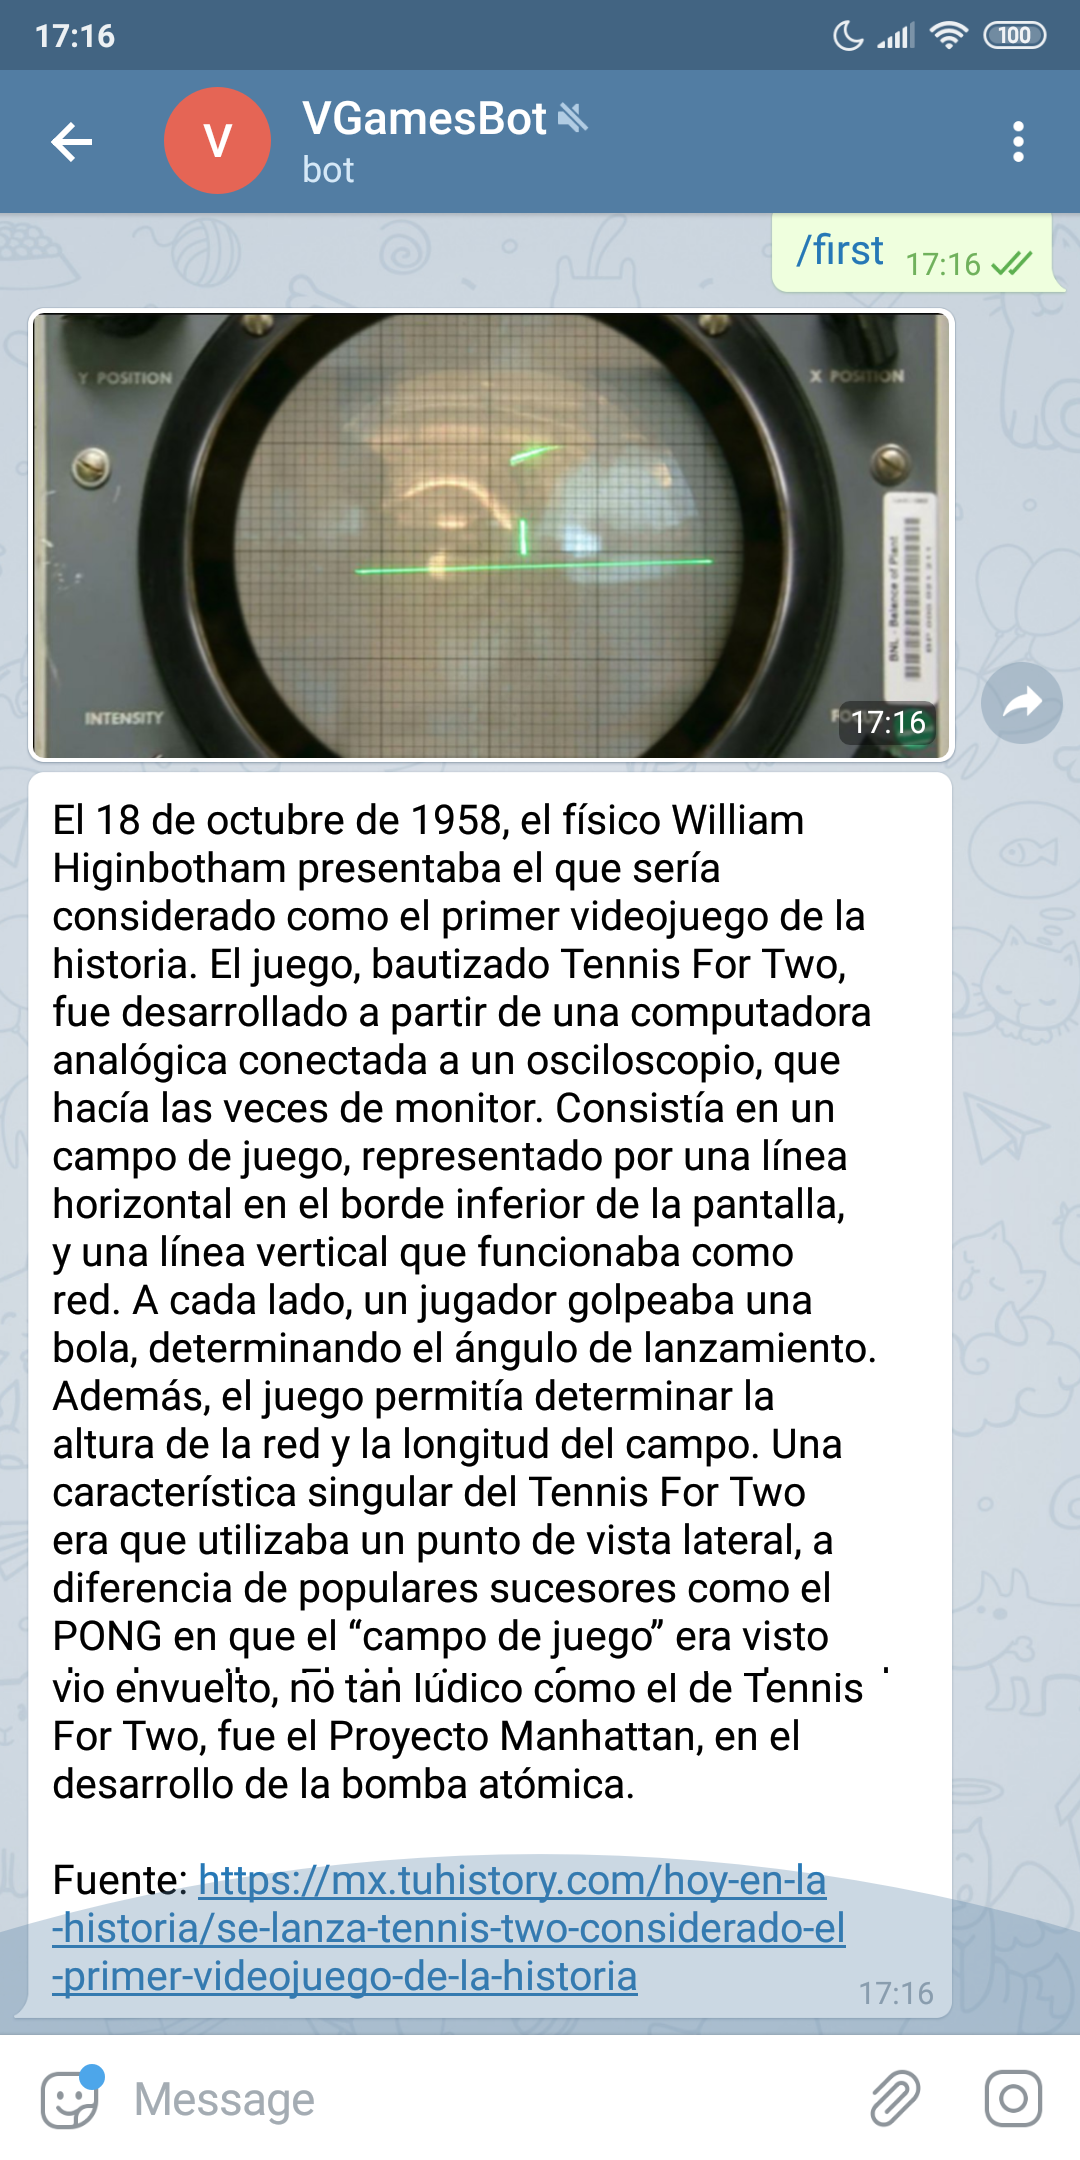 17:16
100
V
VGamesBot
bot
/first 17:16
Y POSITION
X POSITION
BNL - Balance of Plant
INTENSITY
17:16
El 18 de octubre de 1958, el físico William
Higinbotham presentaba el que sería
considerado como el primer videojuego de la
historia. El juego, bautizado Tennis For Two,
fue desarrollado a partir de una computadora
analógica conectada a un osciloscopio, que
hacía las veces de monitor. Consistía en un
campo de juego, representado por una línea
horizontal en el borde inferior de la pantalla,
y una línea vertical que funcionaba como
red. A cada lado, un jugador golpeaba una
bola, determinando el ángulo de lanzamiento.
Además, el juego permitía determinar la
altura de la red y la longitud del campo. Una
característica singular del Tennis For Two
era que utilizaba un punto de vista lateral, a
diferencia de populares sucesores como el
PONG en que el “campo de juego” era visto
vio envuelto, no tan lúdico como el de Tennis
For Two, fue el Proyecto Manhattan, en el
desarrollo de la bomba atómica.
Fuente: https://mx.tuhistory.com/hoy-en-la
-historia/se-lanza-tennis-two-considerado-el
-primer-videojuego-de-la-historia
17:16
Message